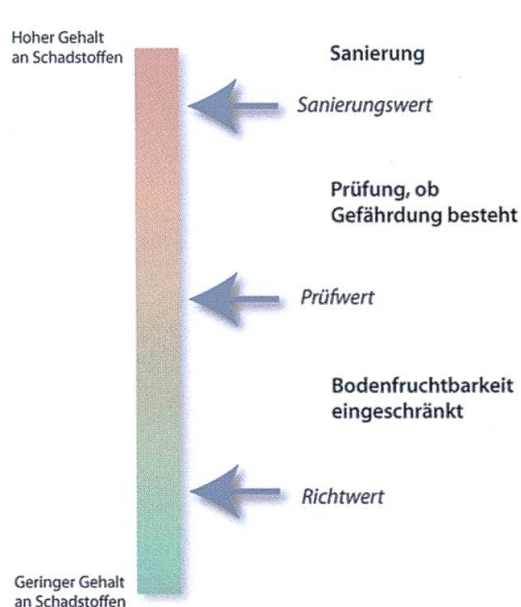 Hoher Gehalt
an Schadstoffen
Sanierung
Sanierungswert
Prüfung, ob
Gefährdung besteht
Prüfwert
Bodenfruchtbarkeit
eingeschränkt
Richtwert
Geringer Gehalt
an Schadstoffen